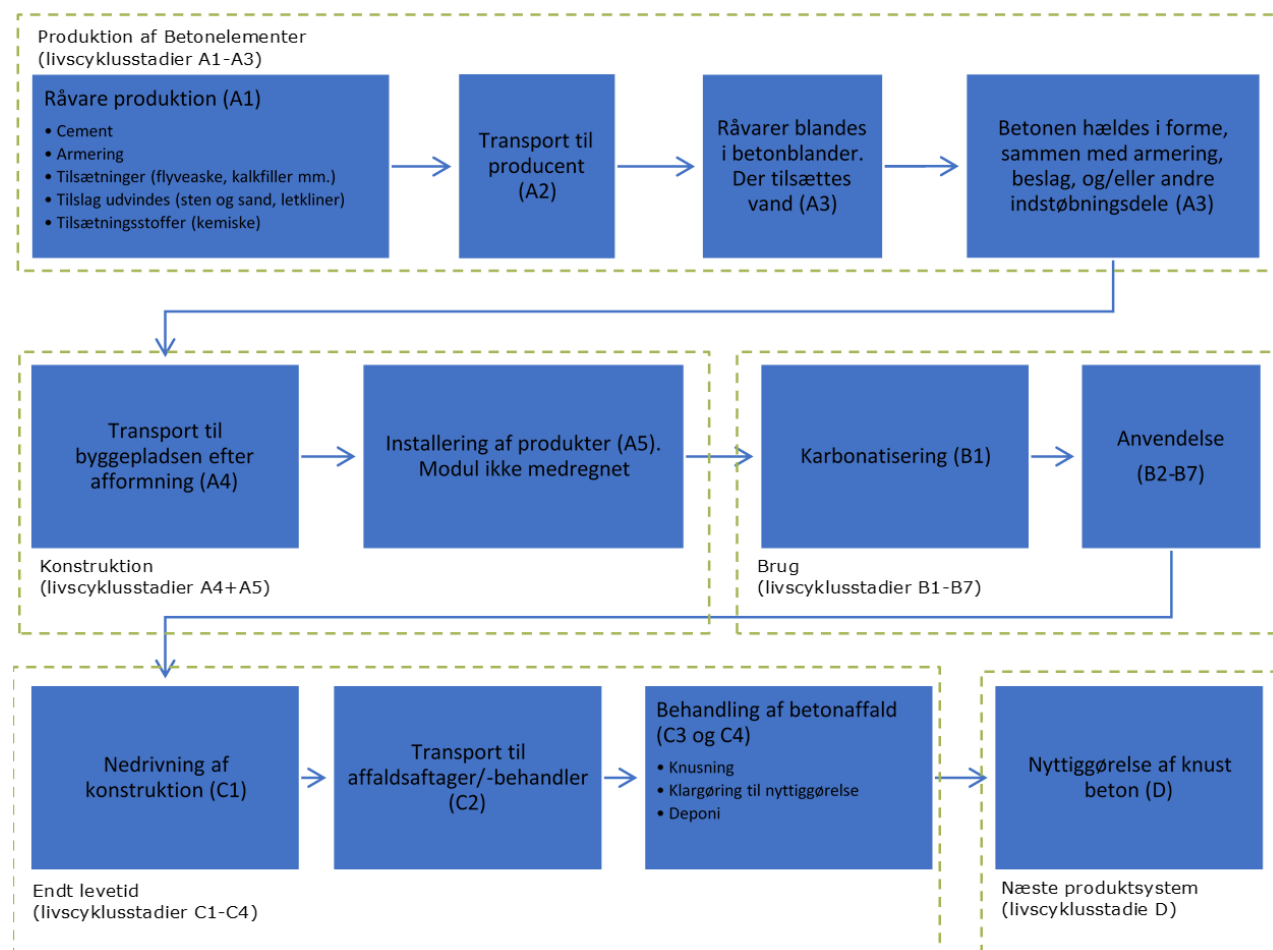 Produktion af Betonelementer
(livscyklusstadier A1-A3)
Råvare produktion (A1)
• Cement
• Armering
• Tilsætninger (flyveaske, kalkfiller mm.)
• Tilslag udvindes (sten og sand, letkliner)
• Tilsætningsstoffer (kemiske)
Transport til
producent
(A2)
Råvarer blandes
i betonblander.
Der tilsættes
vand (A3)
Betonen hældes i forme,
sammen med armering,
beslag, og/eller andre
indstøbningsdele (A3)
Transport til
byggepladsen efter
afformning (A4)
Installering af produkter (A5).
Modul ikke medregnet
Konstruktion
(livscyklusstadier A4+A5)
Karbonatisering (B1)
Anvendelse
(B2-B7)
Brug
(livscyklusstadier B1-B7)
Nedrivning af
konstruktion (C1)
Transport til
affaldsaftager/-behandler
(C2)
Behandling af betonaffald
(C3 og C4)
• Knusning
• Klargøring til nyttiggørelse
• Deponi
Endt levetid
(livscyklusstadier C1-C4)
Nyttiggørelse af knust
beton (D)
Næste produktsystem
(livscyklusstadie D)